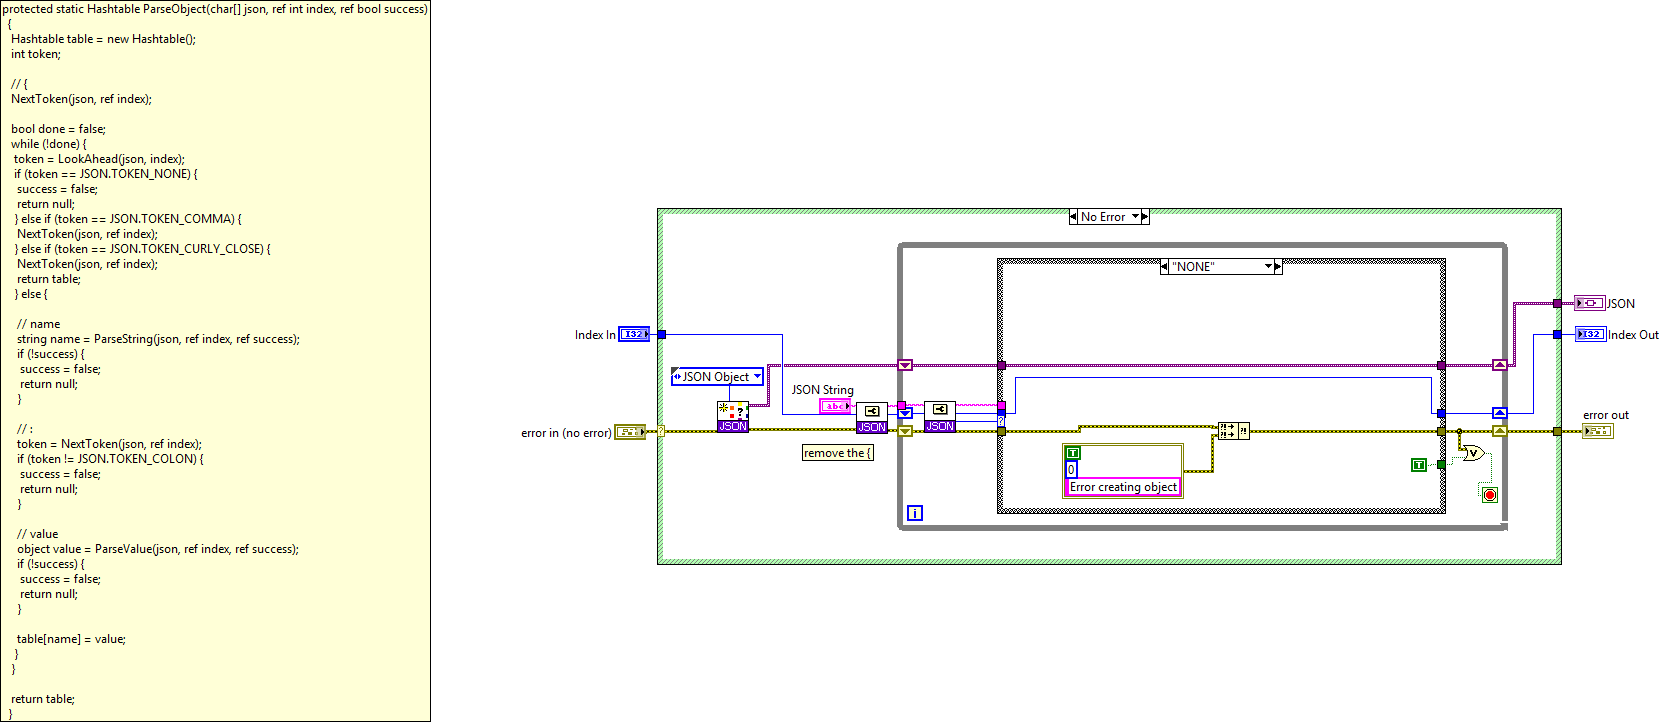 protected static Hashtable ParseObject(char[] json, ref int index, ref bool success)
{
Hashtable table = new Hashtable();
int token;
// {
NextToken(json, ref index);
bool done = false;
while (!done) {
token = LookAhead(json, index);
if (token == JSON.TOKEN_NONE) {
success = false;
return null;
} else if (token == JSON.TOKEN_COMMA) {
NextToken(json, ref index);
} else if (token == JSON.TOKEN_CURLY_CLOSE) {
NextToken(json, ref index);
return table;
} else {
// name
string name = ParseString(json, ref index, ref success);
if (!success) {
success = false;
return null;
}
// :
token = NextToken(json, ref index);
if (token != JSON.TOKEN_COLON) {
success = false;
return null;
}
// value
object value = ParseValue(json, ref index, ref success);
if (!success) {
success = false;
return null;
}
table[name] = value;
}
}
return table;
}
No Error
"NONE"
JSON
Index In
I32
I32
Index Out
JSON Object
JSON String
abc
?
JSON
JSON
JSON
?
error in (no error)
?
error out
remove the {
T
0
Error creating object
T
V
i